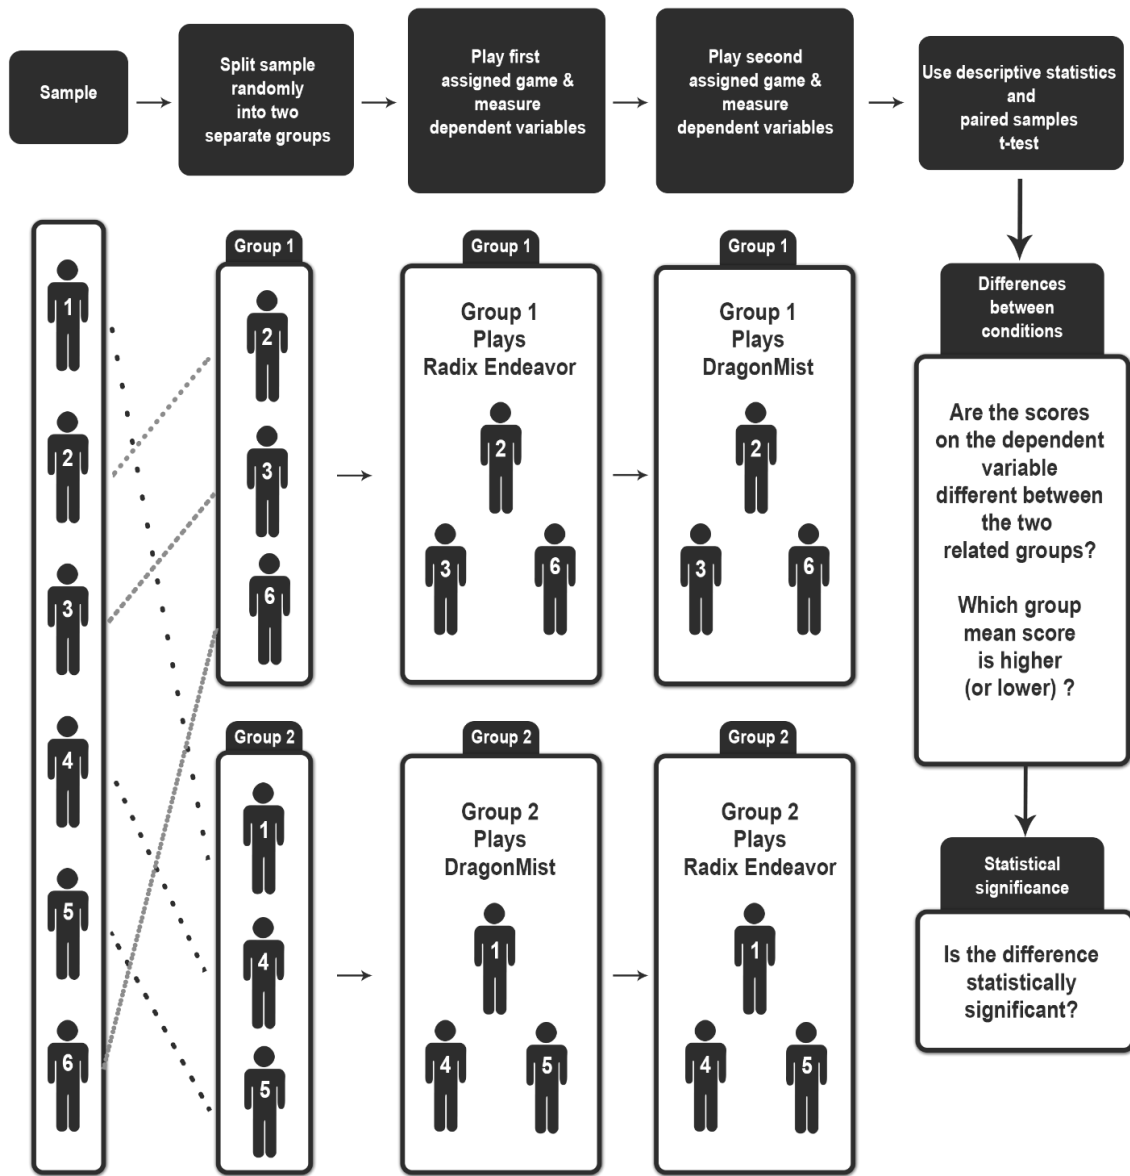 Sample
Split sample
randomly
into two
separate groups
Play first
assigned game &
measure
dependent variables
Play second
assigned game &
measure
dependent variables
Use descriptive statistics
and
paired samples
t-test
1
2
3
4
5
6
Group 1
2
3
6
Group 1
Group 1
Plays
Radix Endeavor
2
3
6
Group 1
Group 1
Plays
DragonMist
2
3
6
Group 2
1
4
5
Group 2
Group 2
Plays
DragonMist
1
4
5
Group 2
Group 2
Plays
Radix Endeavor
1
4
5
Differences
between
conditions
Are the scores
on the dependent
variable
different between
the two
related groups?
Which group
mean score
is higher
(or lower) ?
Statistical
significance
Is the difference
statistically
significant?